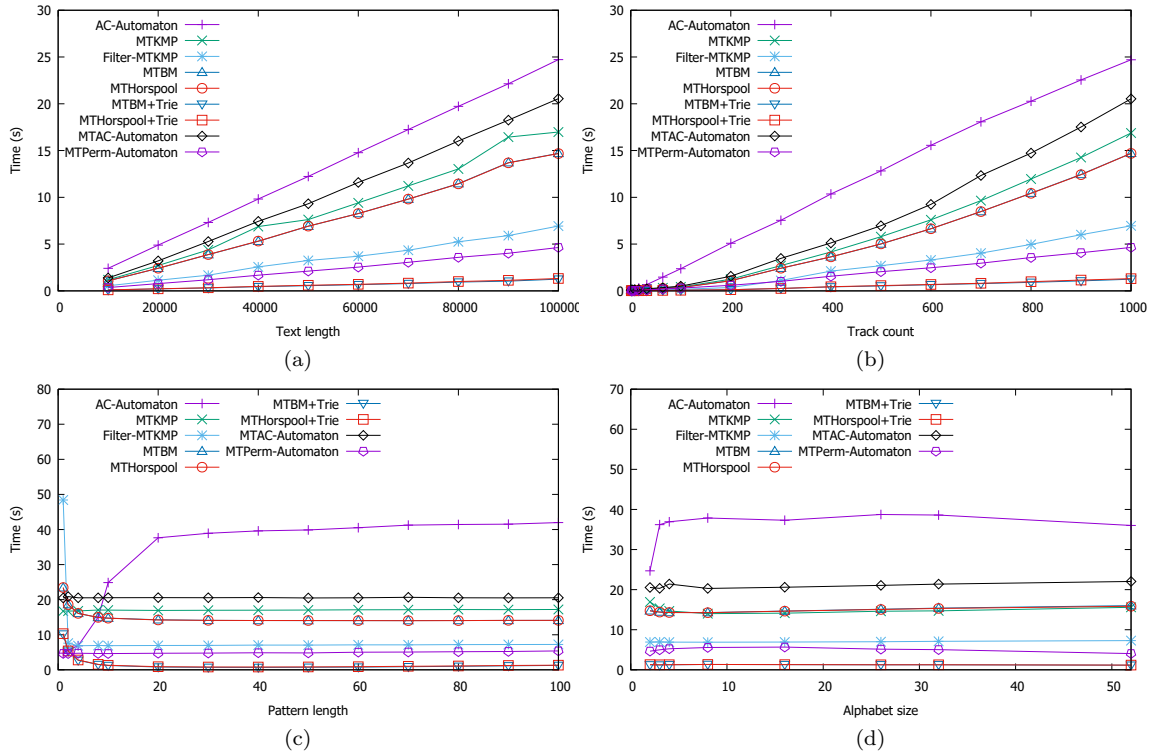 30
25
20
15
10
5
0
Time (s)
AC-Automaton
MTKMP
Filter-MTKMP
MTBM
MTHorspool
MTBM+Trie
MTHorspool+Trie
MTAC-Automaton
MTPerm-Automaton
0 20000 40000 60000 80000 100000
Text length
(a)
30
25
20
15
10
5
0
Time (s)
AC-Automaton
MTKMP
Filter-MTKMP
MTBM
MTHorspool
MTBM+Trie
MTHorspool+Trie
MTAC-Automaton
MTPerm-Automaton
0 200 400 600 800 1000
Track count
(b)
80
70
60
50
40
30
20
10
0
Time (s)
AC-Automaton MTBM+Trie
MTKMP MTHorspool+Trie
Filter-MTKMP MTAC-Automaton
MTBM MTPerm-Automaton
MTHorspool
0 20 40 60 80 100
Pattern length
(c)
70
60
50
40
30
20
10
0
Time (s)
AC-Automaton MTBM+Trie
MTKMP MTHorspool+Trie
Filter-MTKMP MTAC-Automaton
MTBM MTPerm-Automaton
MTHorspool
0 10 20 30 40 50
Alphabet size
(d)